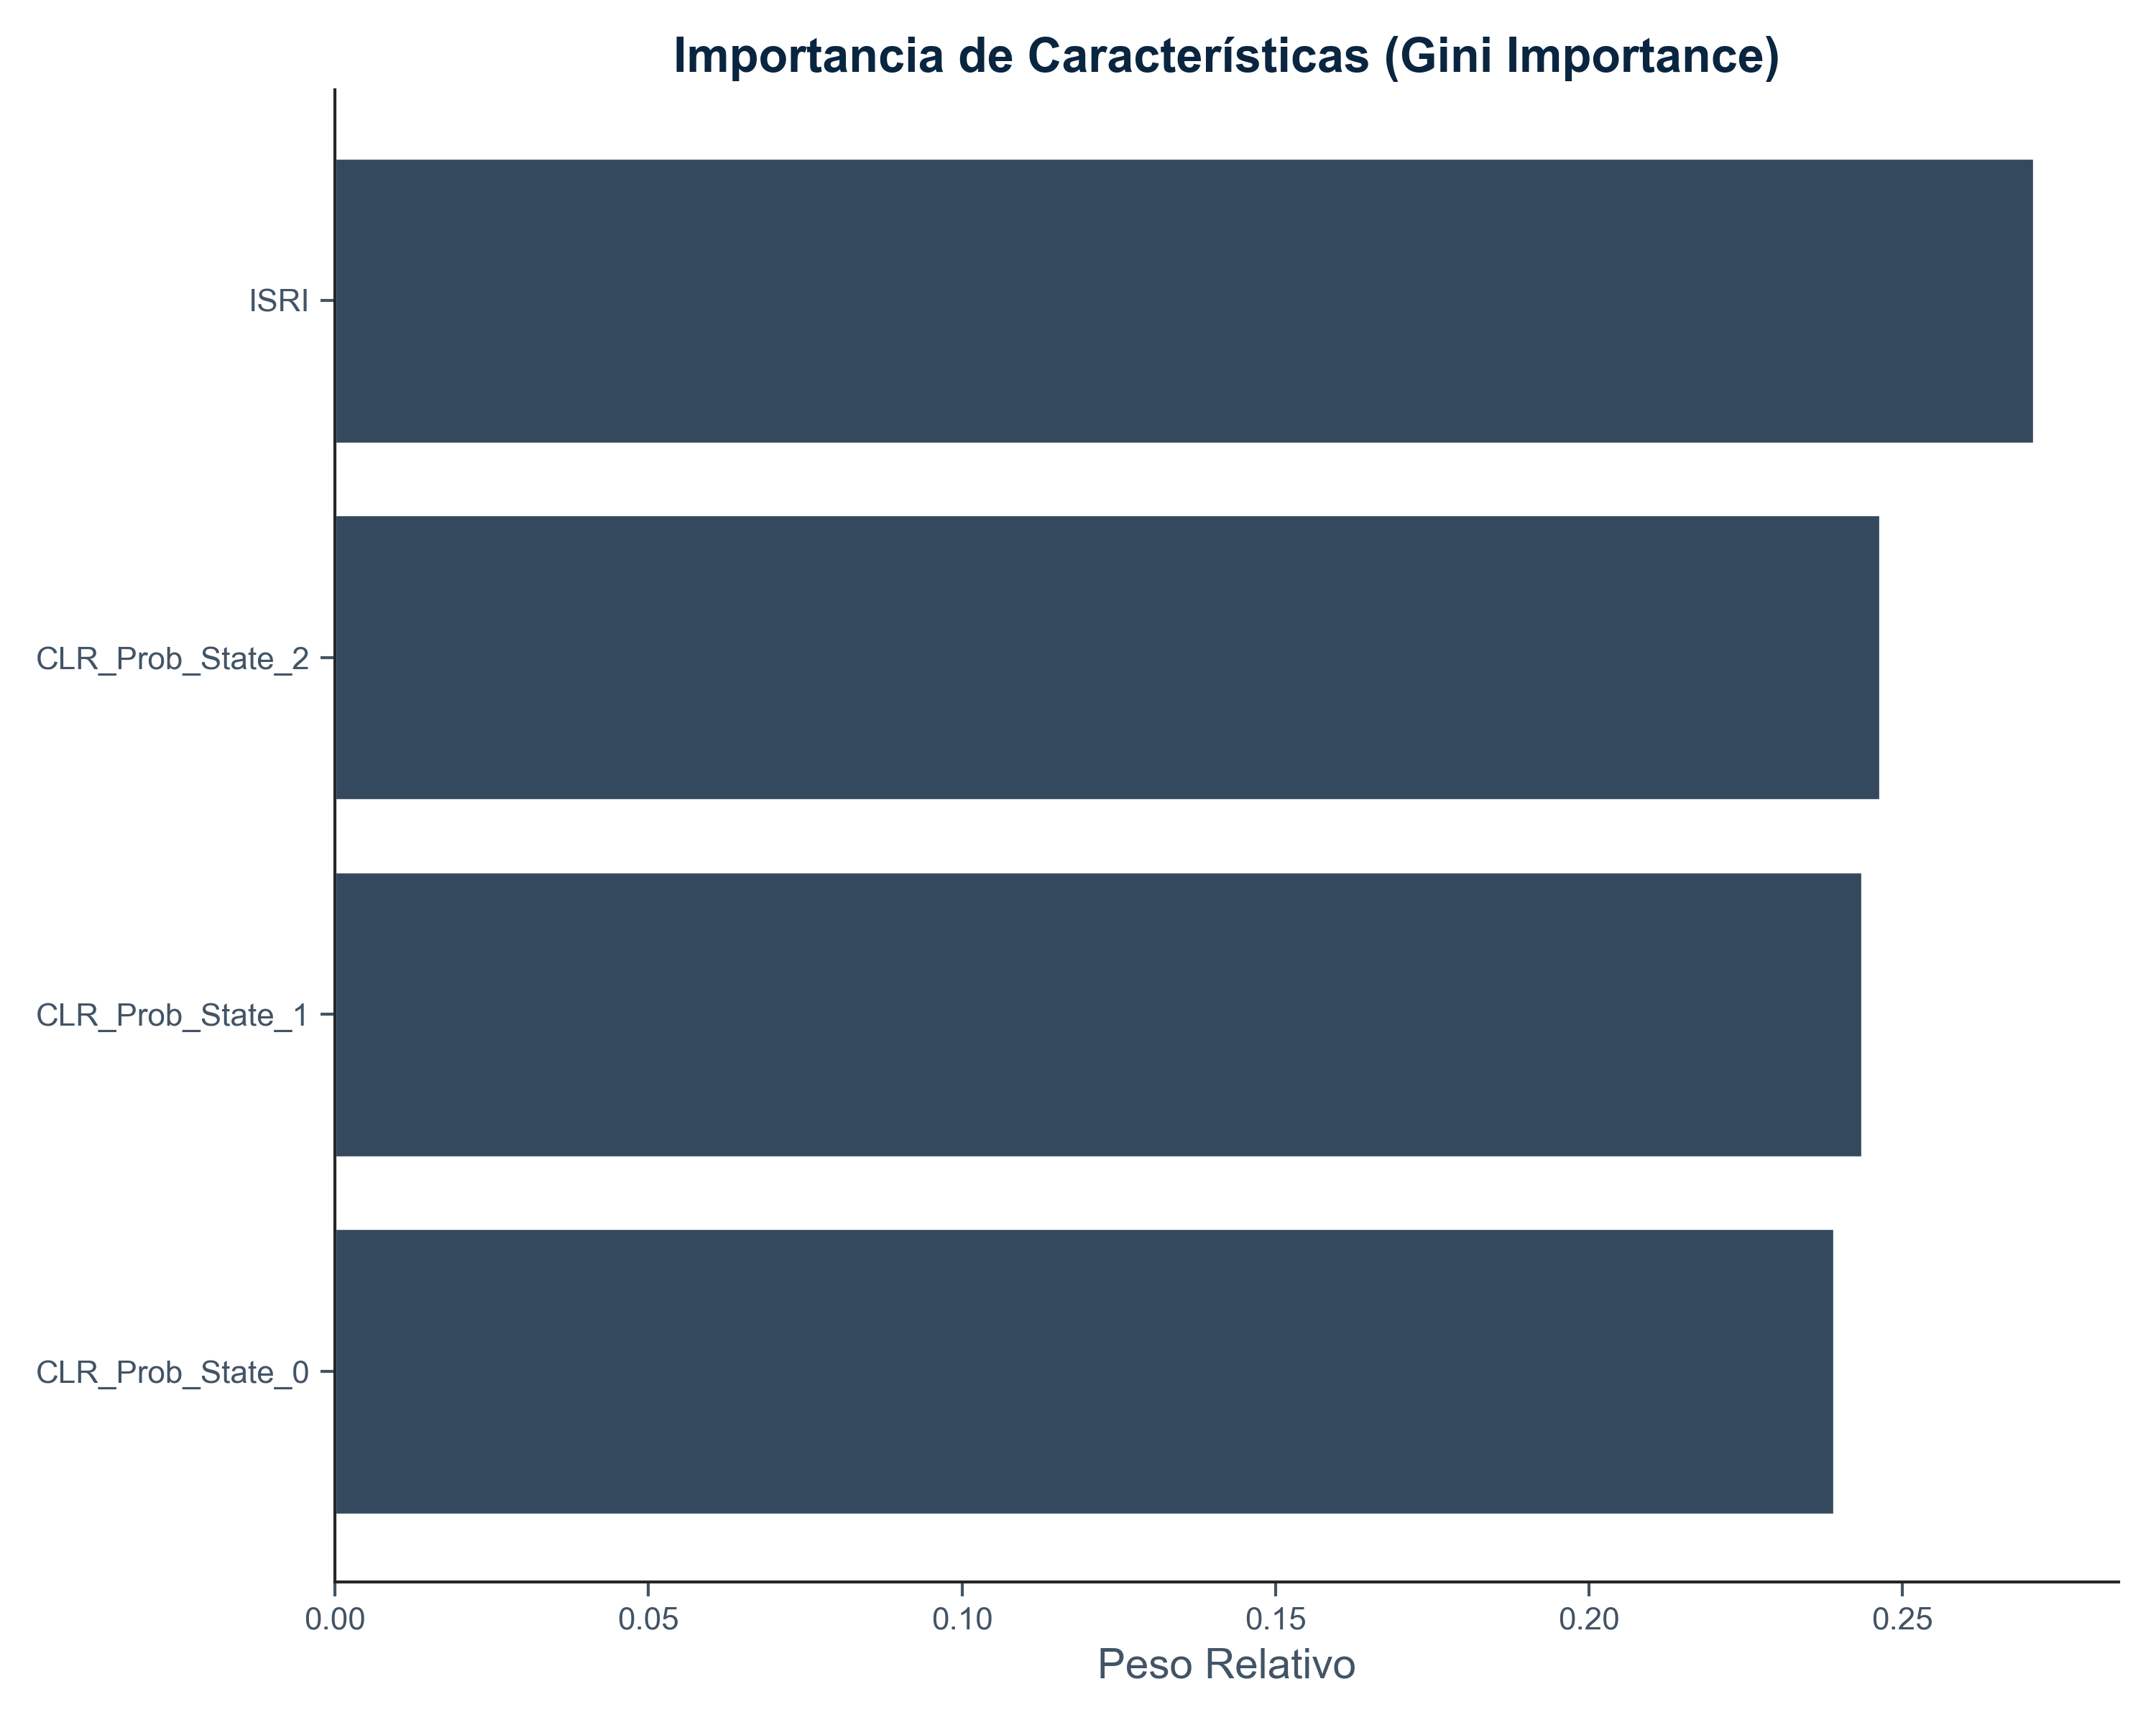 Importancia de Características (Gini Importance)
ISRI
CLR_Prob_State_2
CLR_Prob_State_1
CLR_Prob_State_0
0.00 0.05 0.10 0.15 0.20 0.25
Peso Relativo